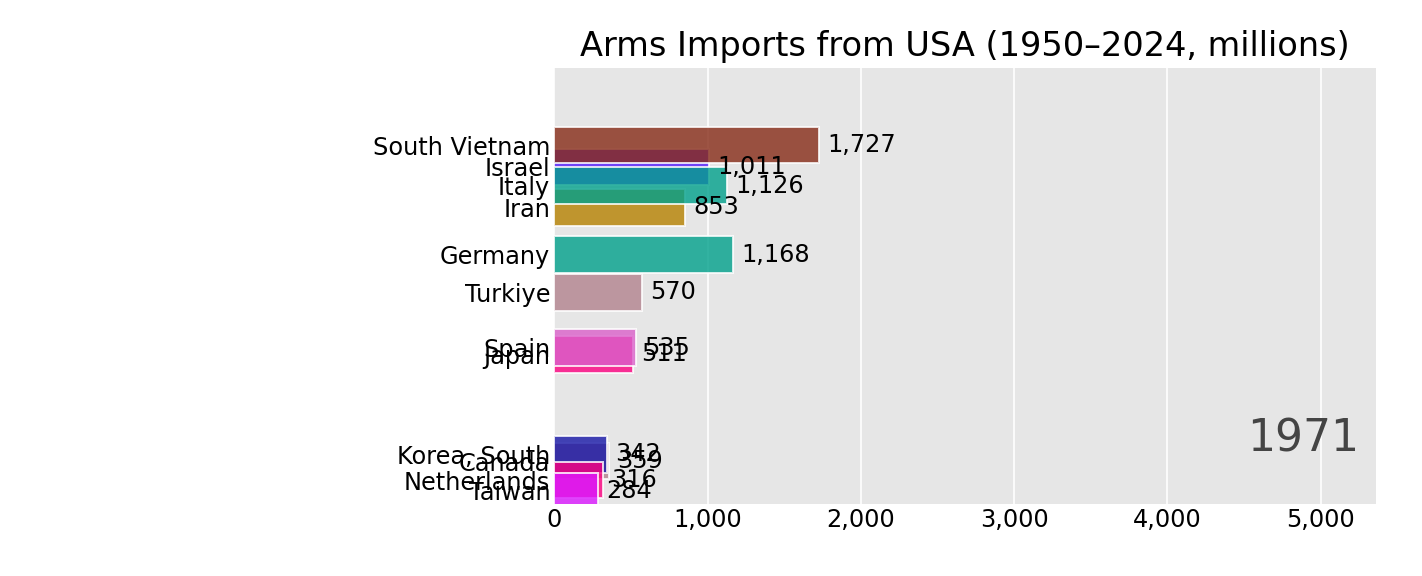 Arms Imports from USA (1950–2024, millions)
South Vietnam 1,727
Israel 1,011
Italy 1,126
Iran 853
Germany 1,168
Turkiye 570
Spain 535
Japan 511
Korea, South 342
Canada 359
Netherlands 316
Taiwan 284
1971
0 1,000 2,000 3,000 4,000 5,000